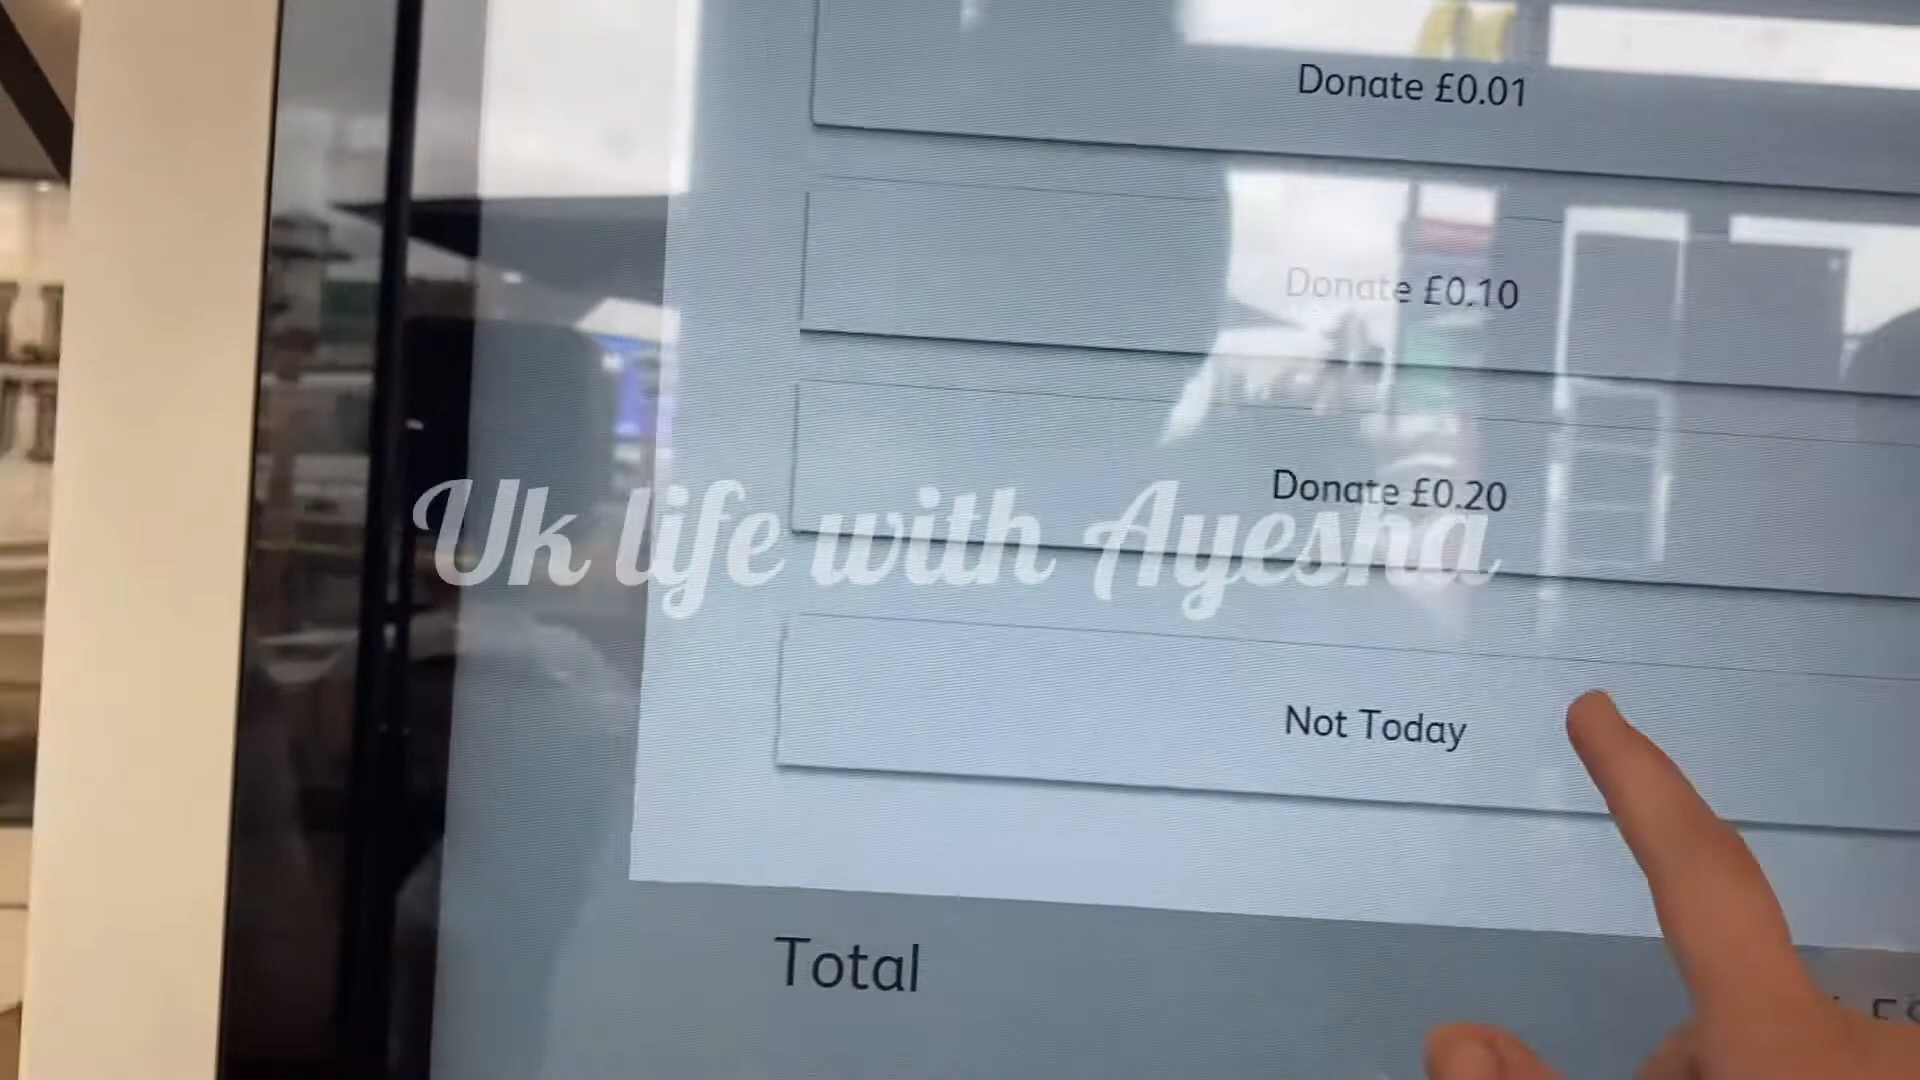 Donate £0.01
Donate £0.10
Donate £0.20
Uk life with Ayesha
Not Today
Total